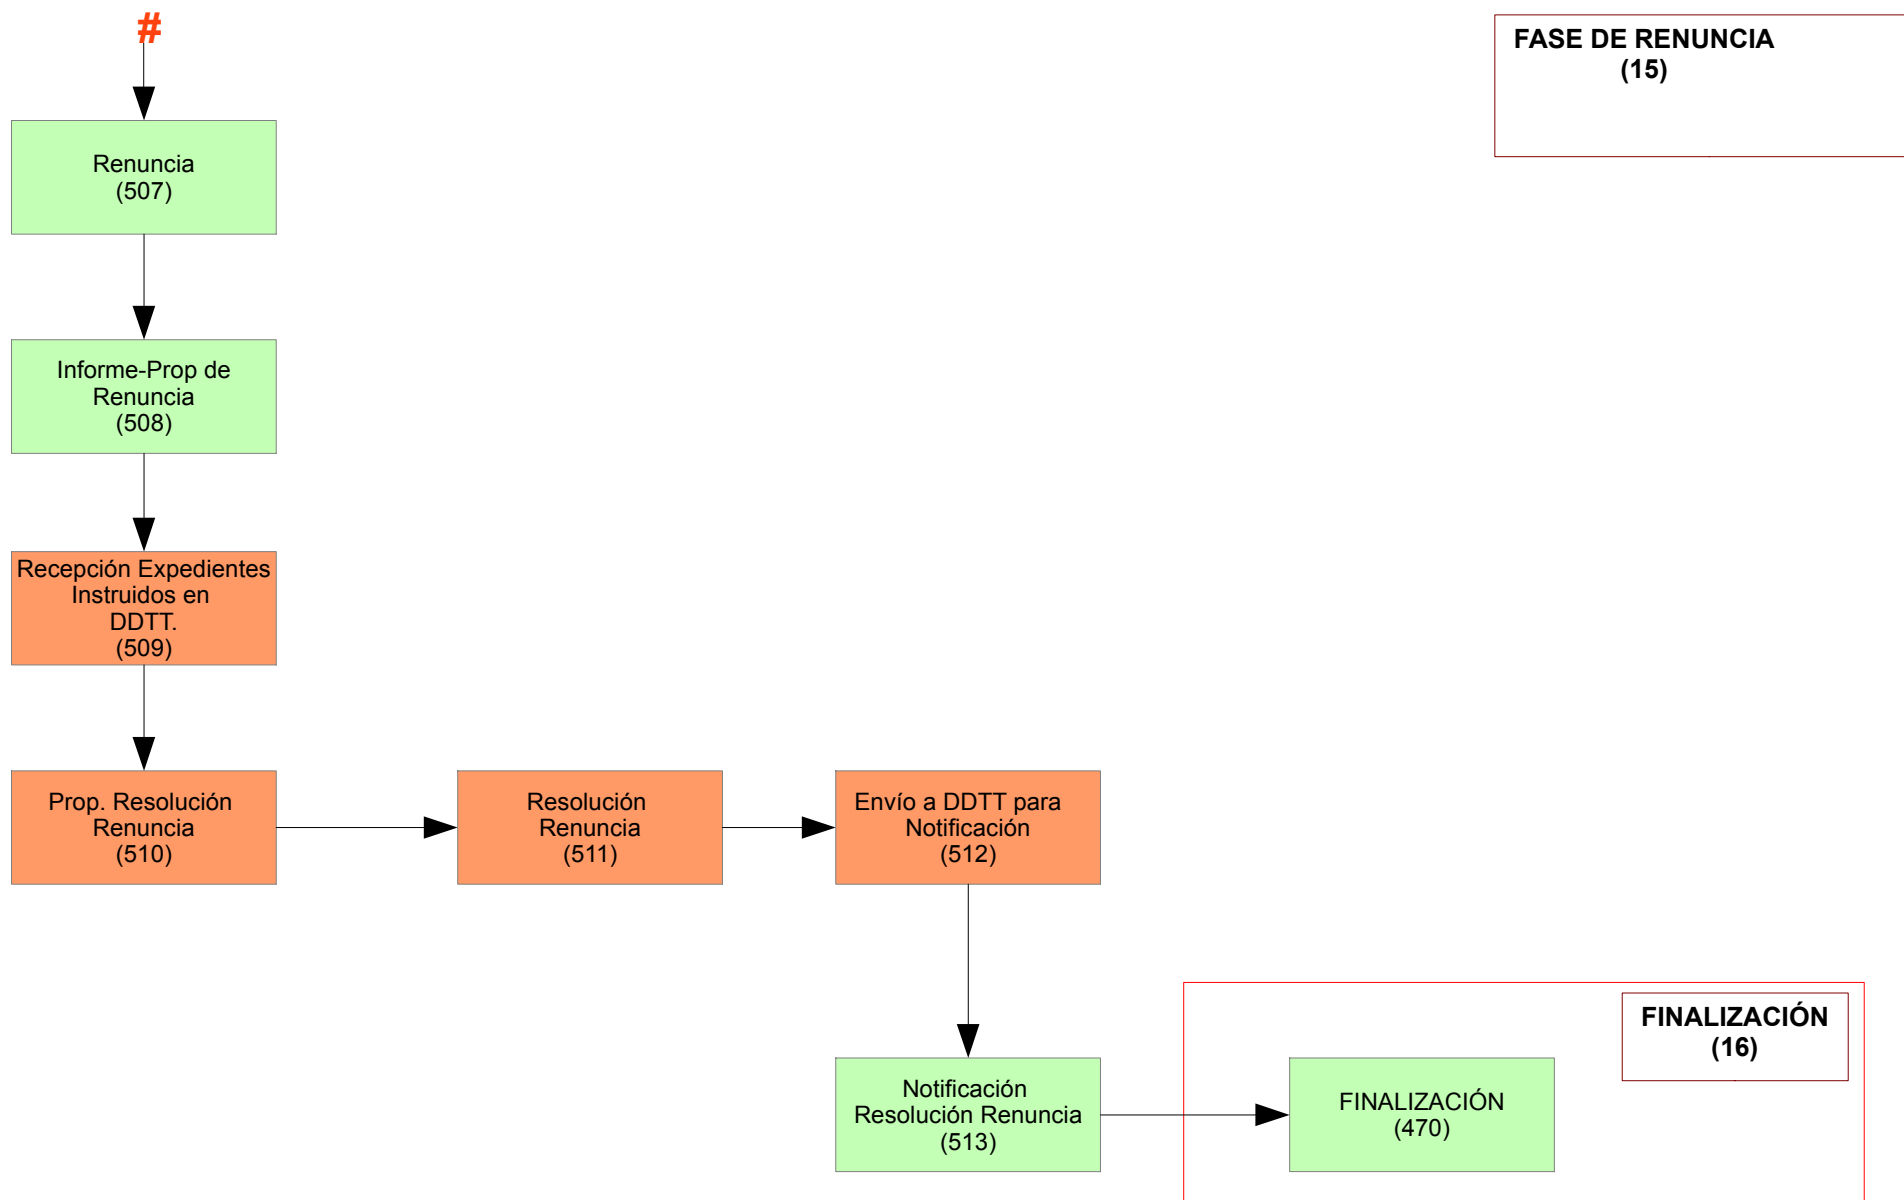 #
FASE DE RENUNCIA
(15)
Renuncia
(507)
Informe-Prop de
Renuncia
(508)
Recepción Expedientes
Instruidos en
DDTT.
(509)
Prop. Resolución
Renuncia
(510)
Resolución
Renuncia
(511)
Envío a DDTT para
Notificación
(512)
FINALIZACIÓN
(16)
Notificación
Resolución Renuncia
(513)
FINALIZACIÓN
(470)